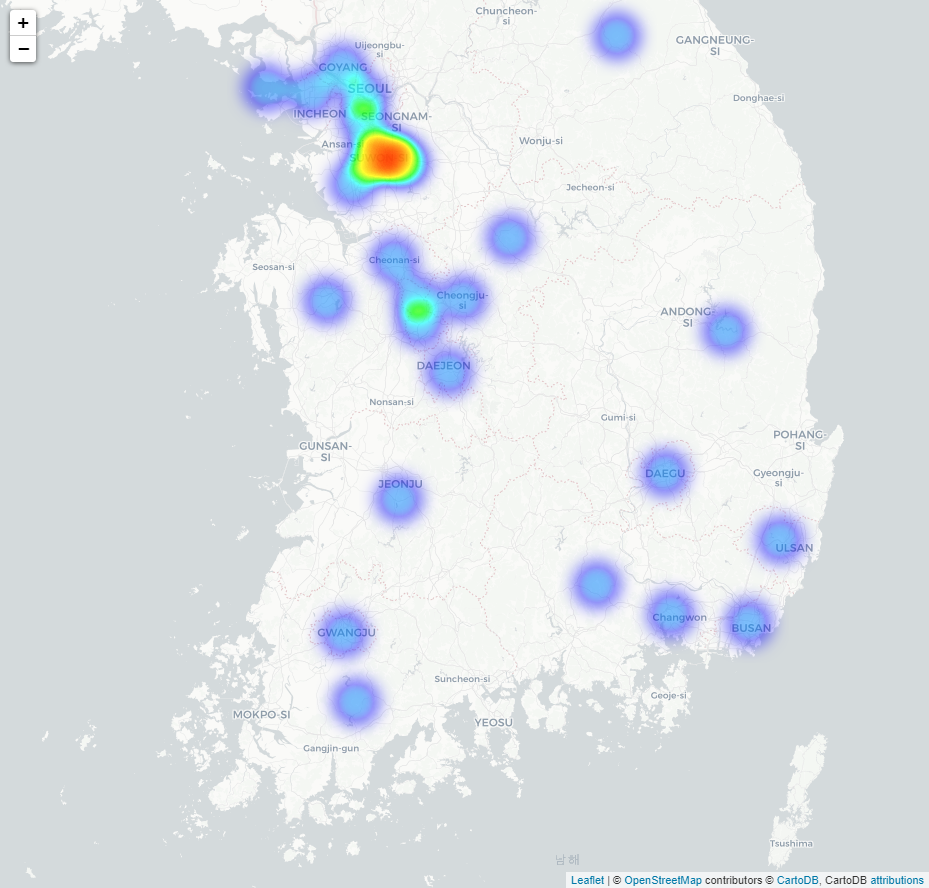 +
−
Chuncheon-
si
GANGNEUNG-
SI
Uijeongbu-
si
GOYANG
SEOUL
Donghae-si
INCHEON
SEONGNAM-
SI
Ansan-si
Wonju-si
Jecheon-si
Cheonan-si
Seosan-si
Cheongju-
si
ANDONG-
SI
DAEJEON
Nonsan-si
Gumi-si
GUNSAN-
SI
POHANG-
SI
DAEGU
Gyeongju-
si
JEONJU
ULSAN
Changwon
BUSAN
GWANGJU
Suncheon-si
Geoje-si
MOKPO-SI
YEOSU
Gangjin-gun
Tsushima
남해
Leaflet | © OpenStreetMap contributors © CartoDB, CartoDB attributions